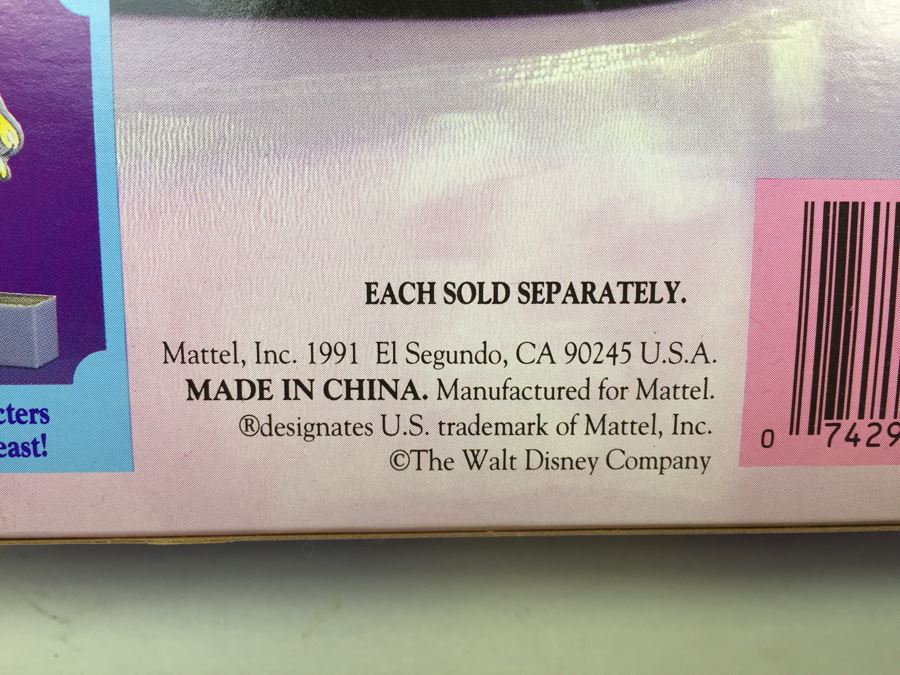 EACH SOLD SEPARATELY.
Mattel, Inc. 1991 El Segundo, CA 90245 U.S.A.
MADE IN CHINA. Manufactured for Mattel.
®designates U.S. trademark of Mattel, Inc.
©The Walt Disney Company
cters
east!
0 7429